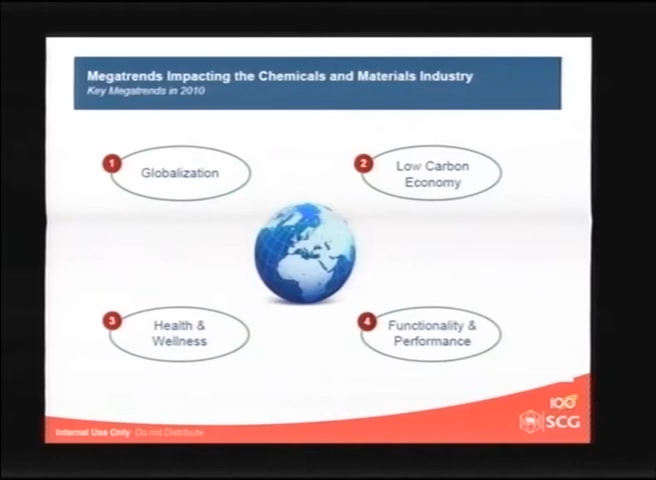 Megatrends Impacting the Chemicals and Materials Industry
Key Megatrends in 2010
1
Globalization
2
Low Carbon
Economy
3
Health &
Wellness
4
Functionality &
Performance
100
SCG
Internal Use Only Do not Distribute